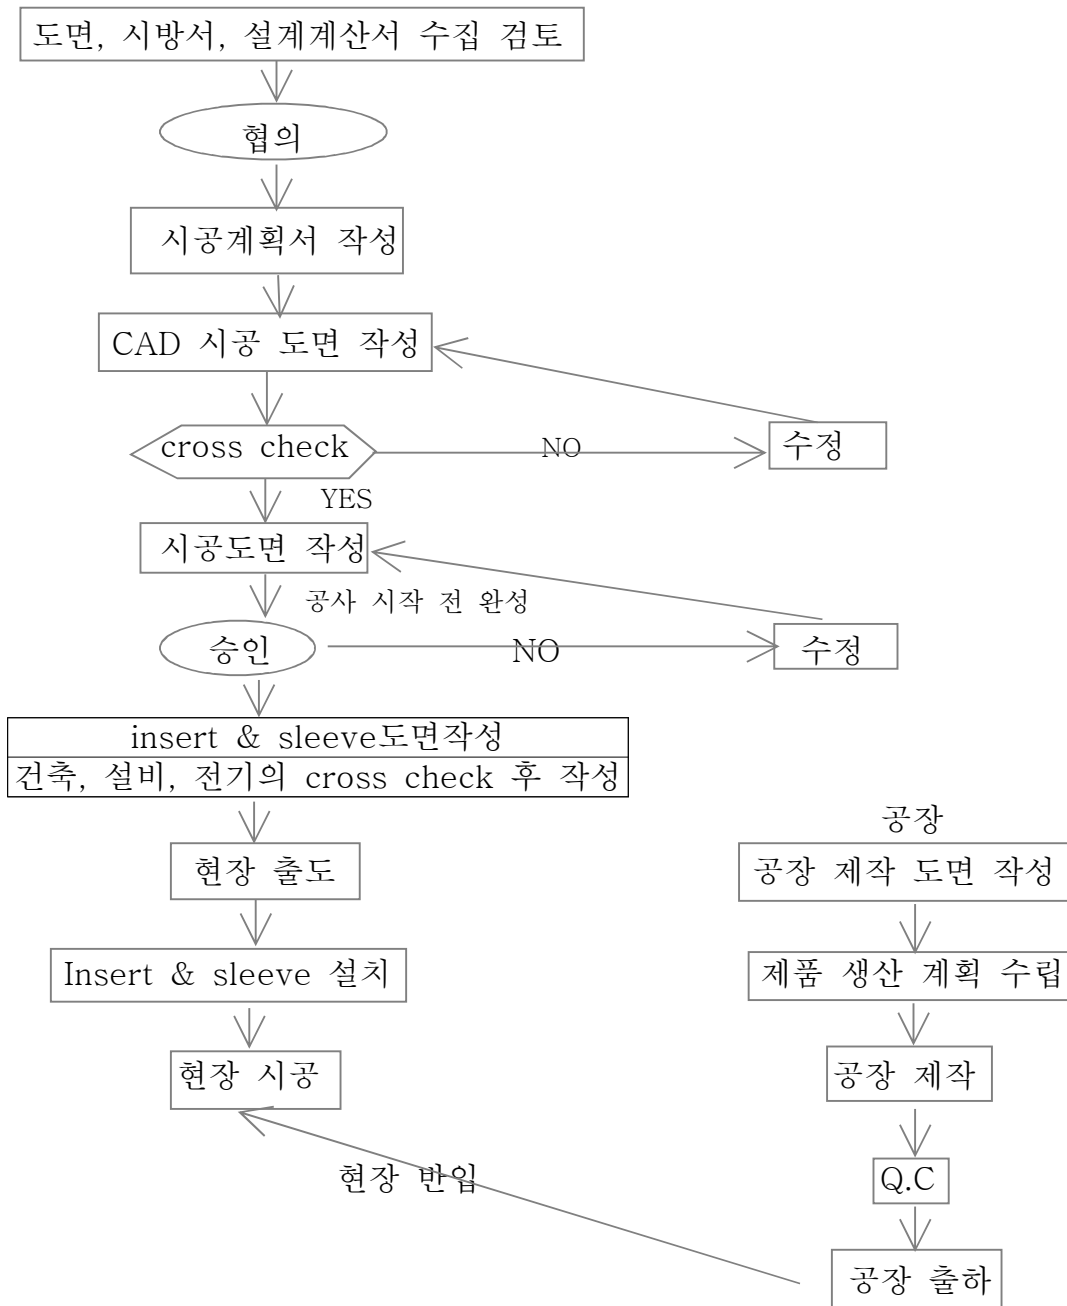 도면, 시방서, 설계계산서 수집 검토
협의
시공계획서 작성
CAD 시공 도면 작성
cross check
NO
수정
YES
시공도면 작성
공사 시작 전 완성
승인
NO
수정
insert & sleeve도면작성
건축, 설비, 전기의 cross check 후 작성
현장 출도
Insert & sleeve 설치
현장 시공
현장 반입
공장
공장 제작 도면 작성
제품 생산 계획 수립
공장 제작
Q.C
공장 출하